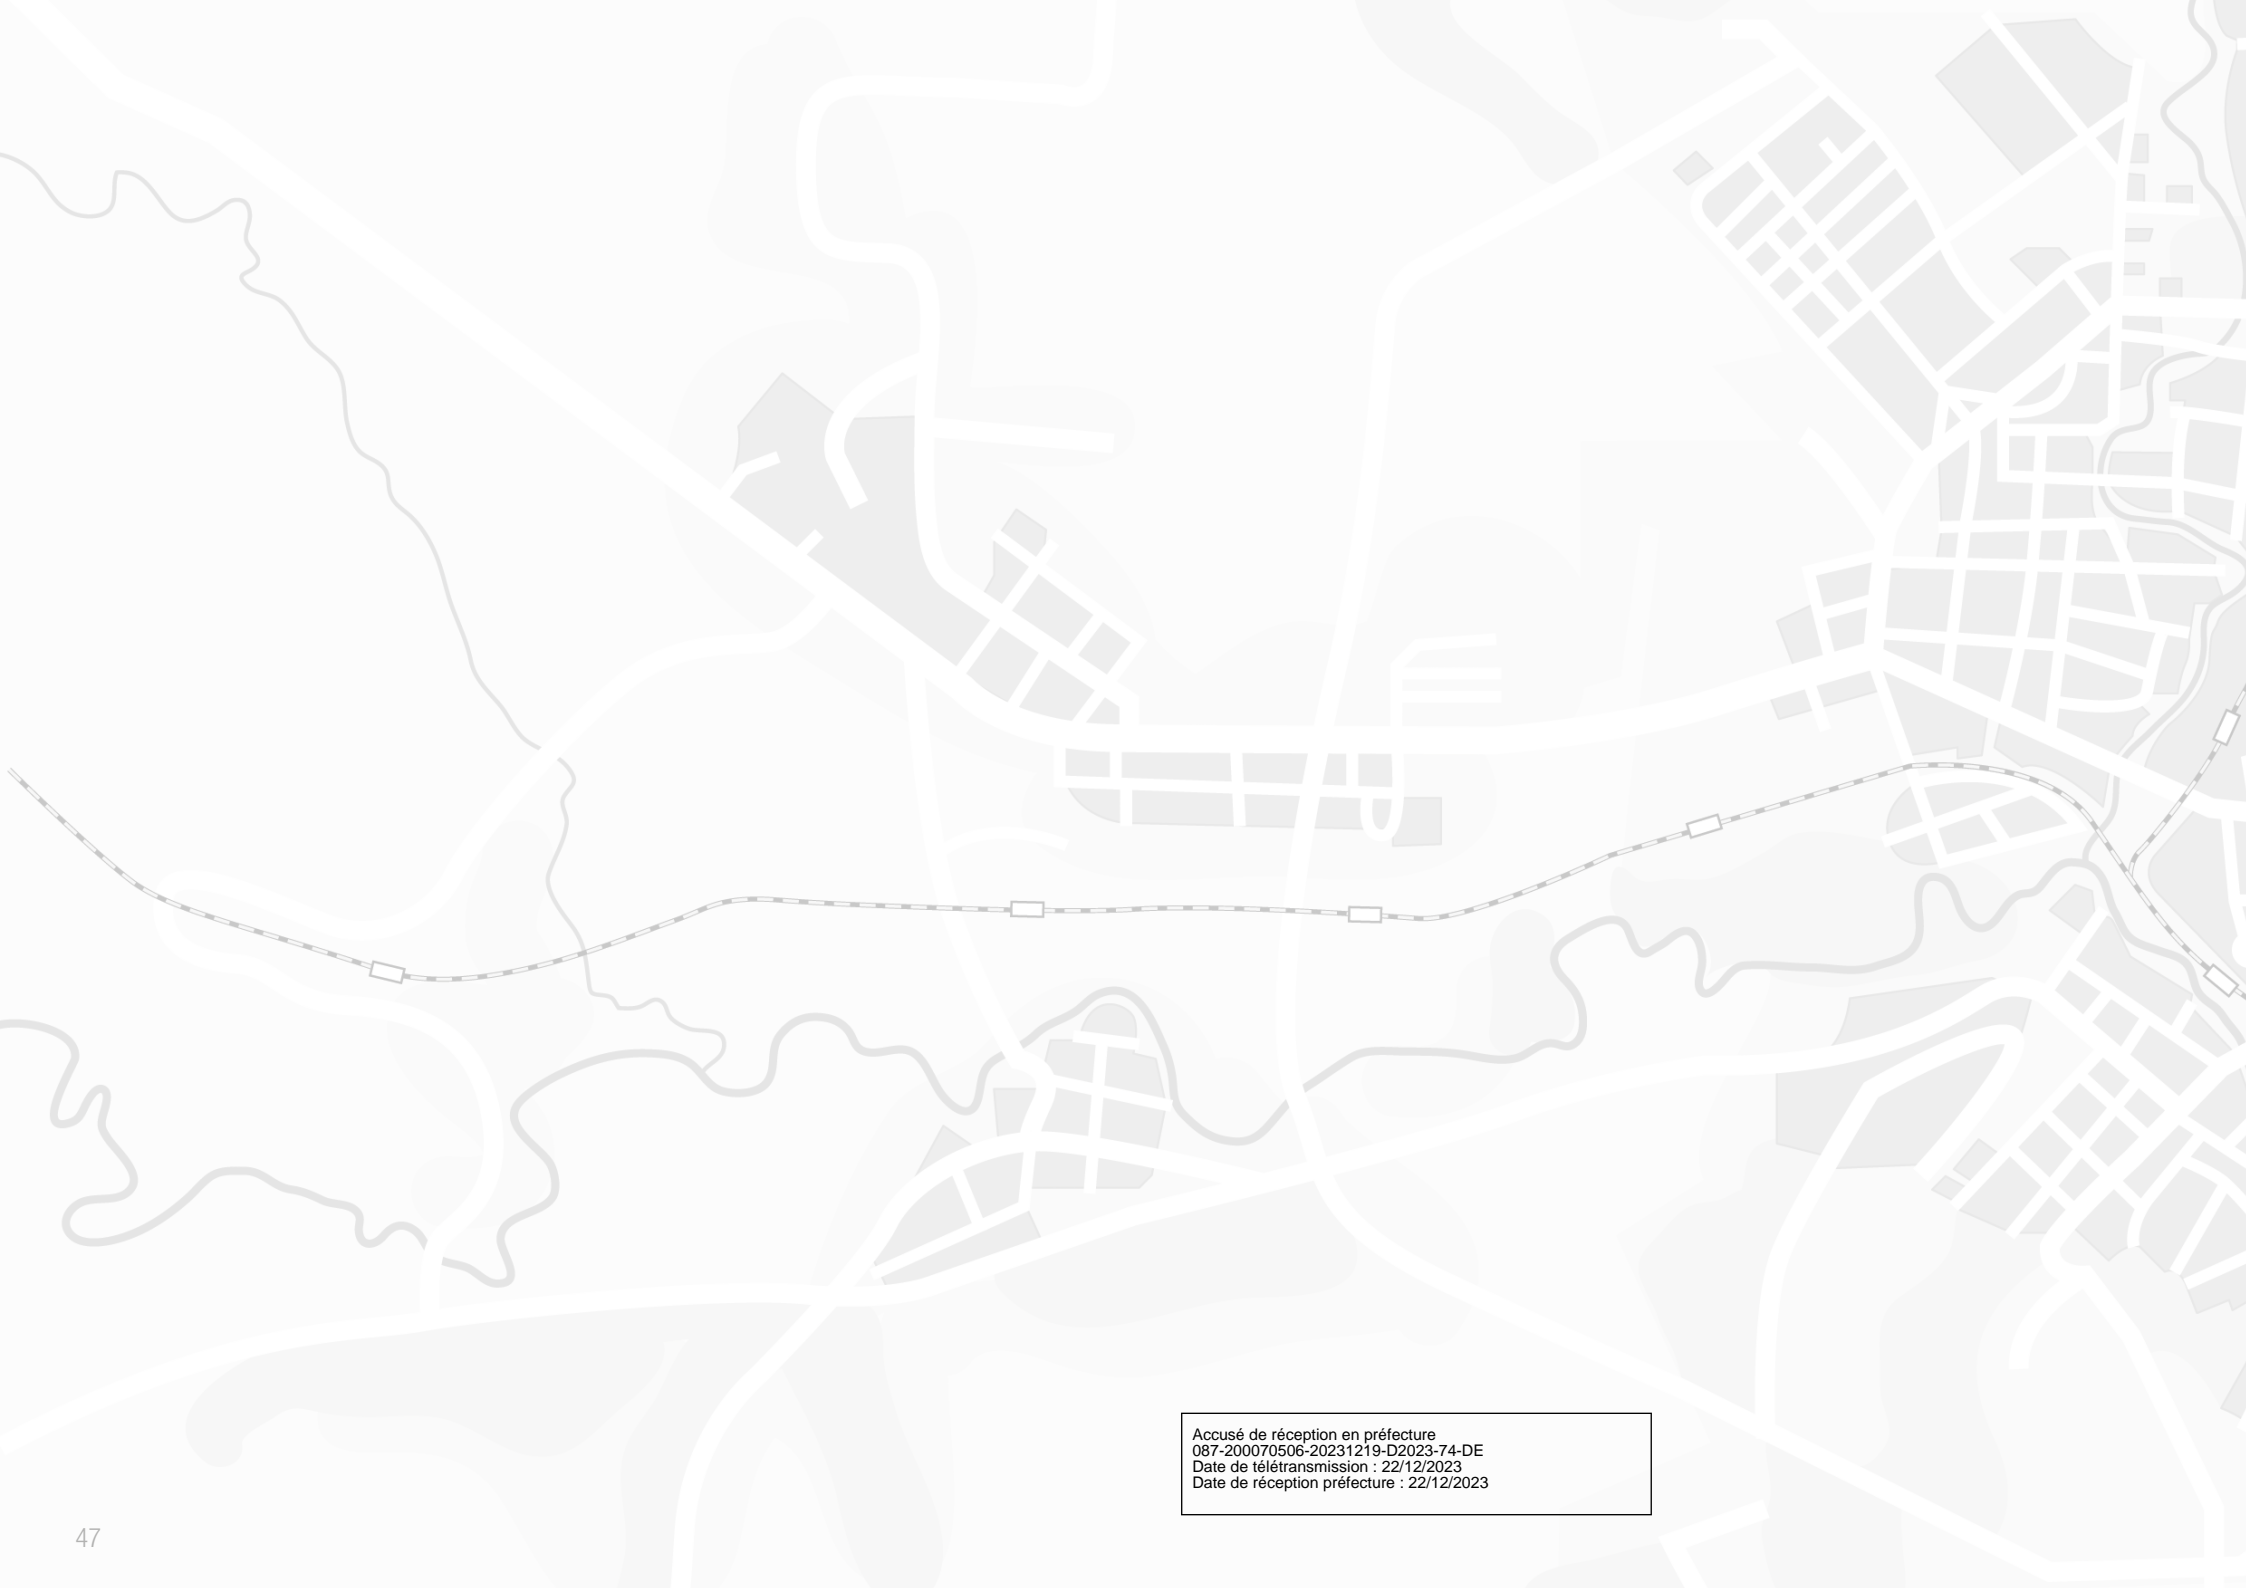 Accusé de réception en préfecture
087-200070506-20231219-D2023-74-DE
Date de télétransmission : 22/12/2023
Date de réception préfecture : 22/12/2023
47